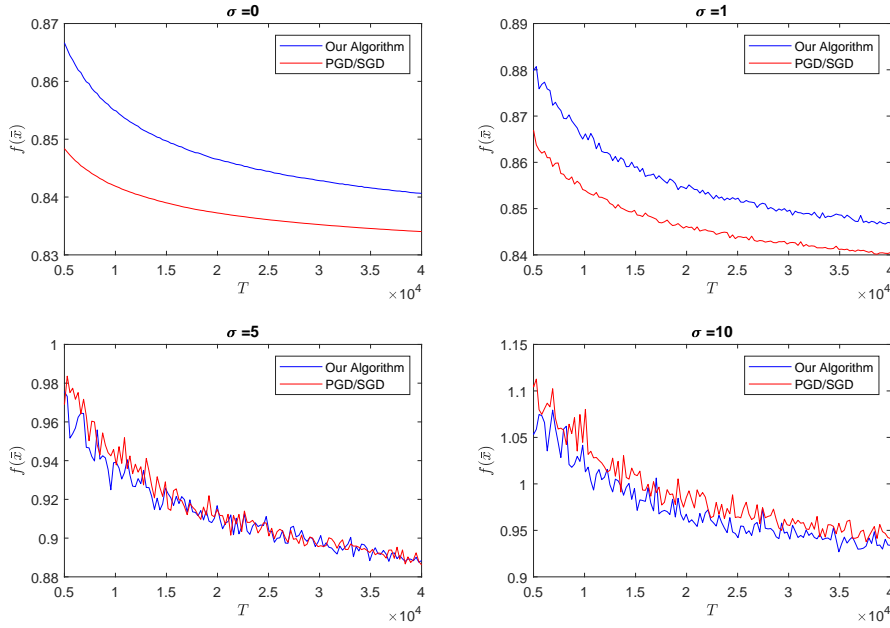 σ =0
0.87
0.86
0.85
0.84
0.83
f(x̄)
Our Algorithm
PGD/SGD
0.5 1 1.5 2 2.5 3 3.5 4
T
×10⁴
σ =1
0.89
0.88
0.87
0.86
0.85
0.84
f(x̄)
Our Algorithm
PGD/SGD
0.5 1 1.5 2 2.5 3 3.5 4
T
×10⁴
σ =5
1
0.98
0.96
0.94
0.92
0.9
0.88
f(x̄)
Our Algorithm
PGD/SGD
0.5 1 1.5 2 2.5 3 3.5 4
T
×10⁴
σ =10
1.15
1.1
1.05
1
0.95
0.9
f(x̄)
Our Algorithm
PGD/SGD
0.5 1 1.5 2 2.5 3 3.5 4
T
×10⁴